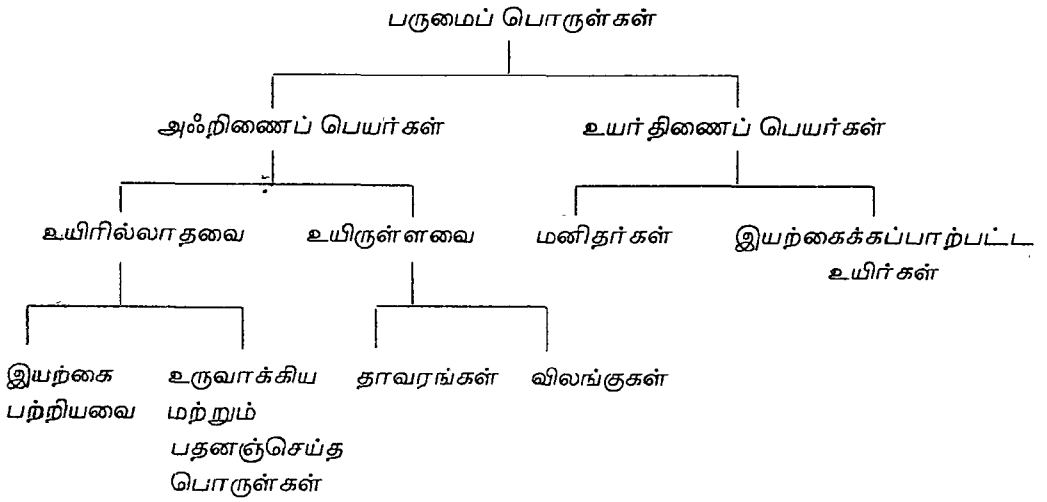 பருமைப் பொருள்கள்
அஃறிணைப் பெயர்கள்
உயர்திணைப் பெயர்கள்
உயிரில்லாதவை
உயிருள்ளவை
மனிதர்கள்
இயற்கைக்கப்பாற்பட்ட
உயிர்கள்
இயற்கை
பற்றியவை
உருவாக்கிய
மற்றும்
பதனஞ்செய்த
பொருள்கள்
தாவரங்கள்
விலங்குகள்